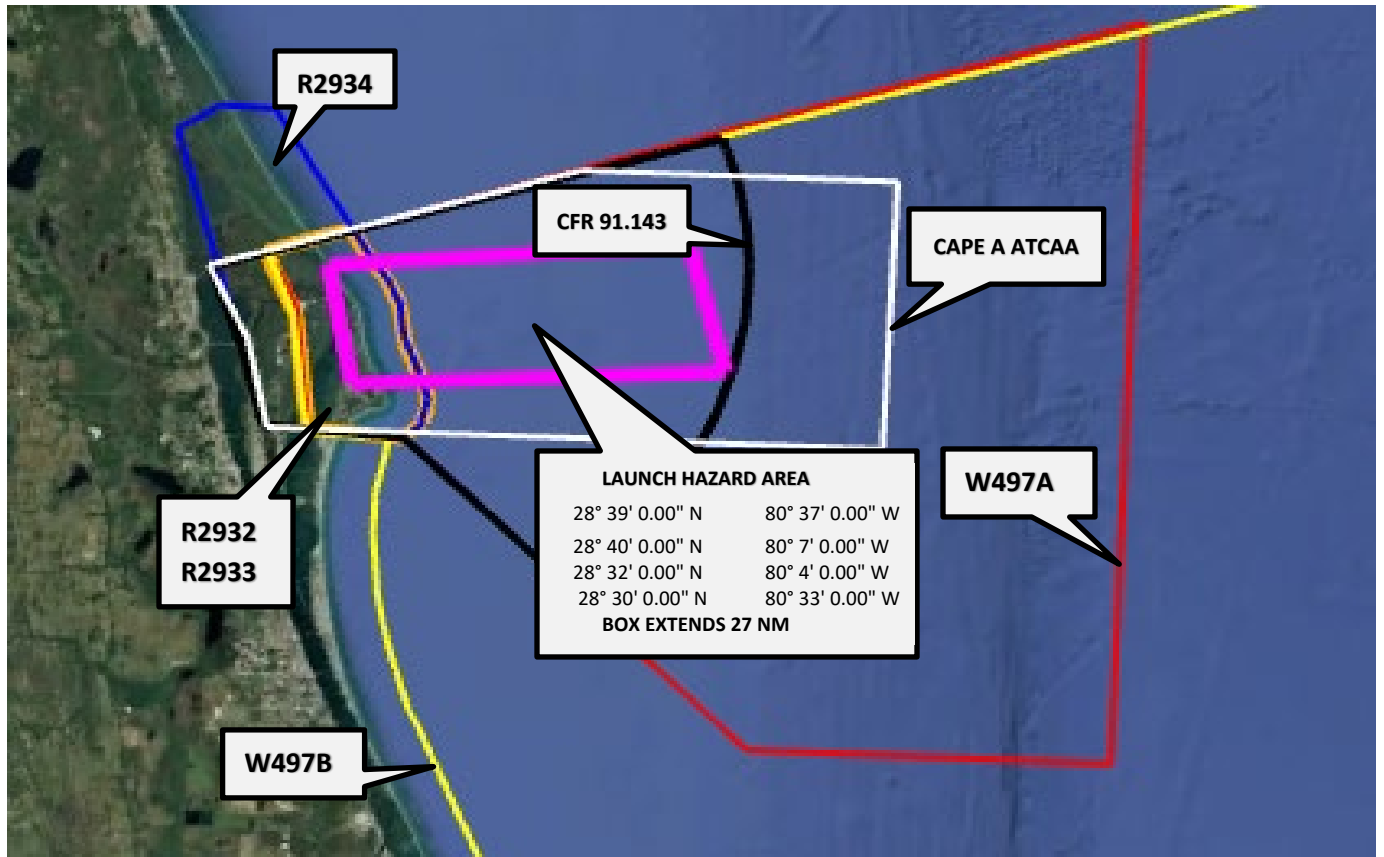 R2934
CFR 91.143
CAPE A ATCAA
LAUNCH HAZARD AREA
28° 39' 0.00" N 80° 37' 0.00" W
28° 40' 0.00" N 80° 7' 0.00" W
28° 32' 0.00" N 80° 4' 0.00" W
28° 30' 0.00" N 80° 33' 0.00" W
BOX EXTENDS 27 NM
W497A
R2932
R2933
W497B